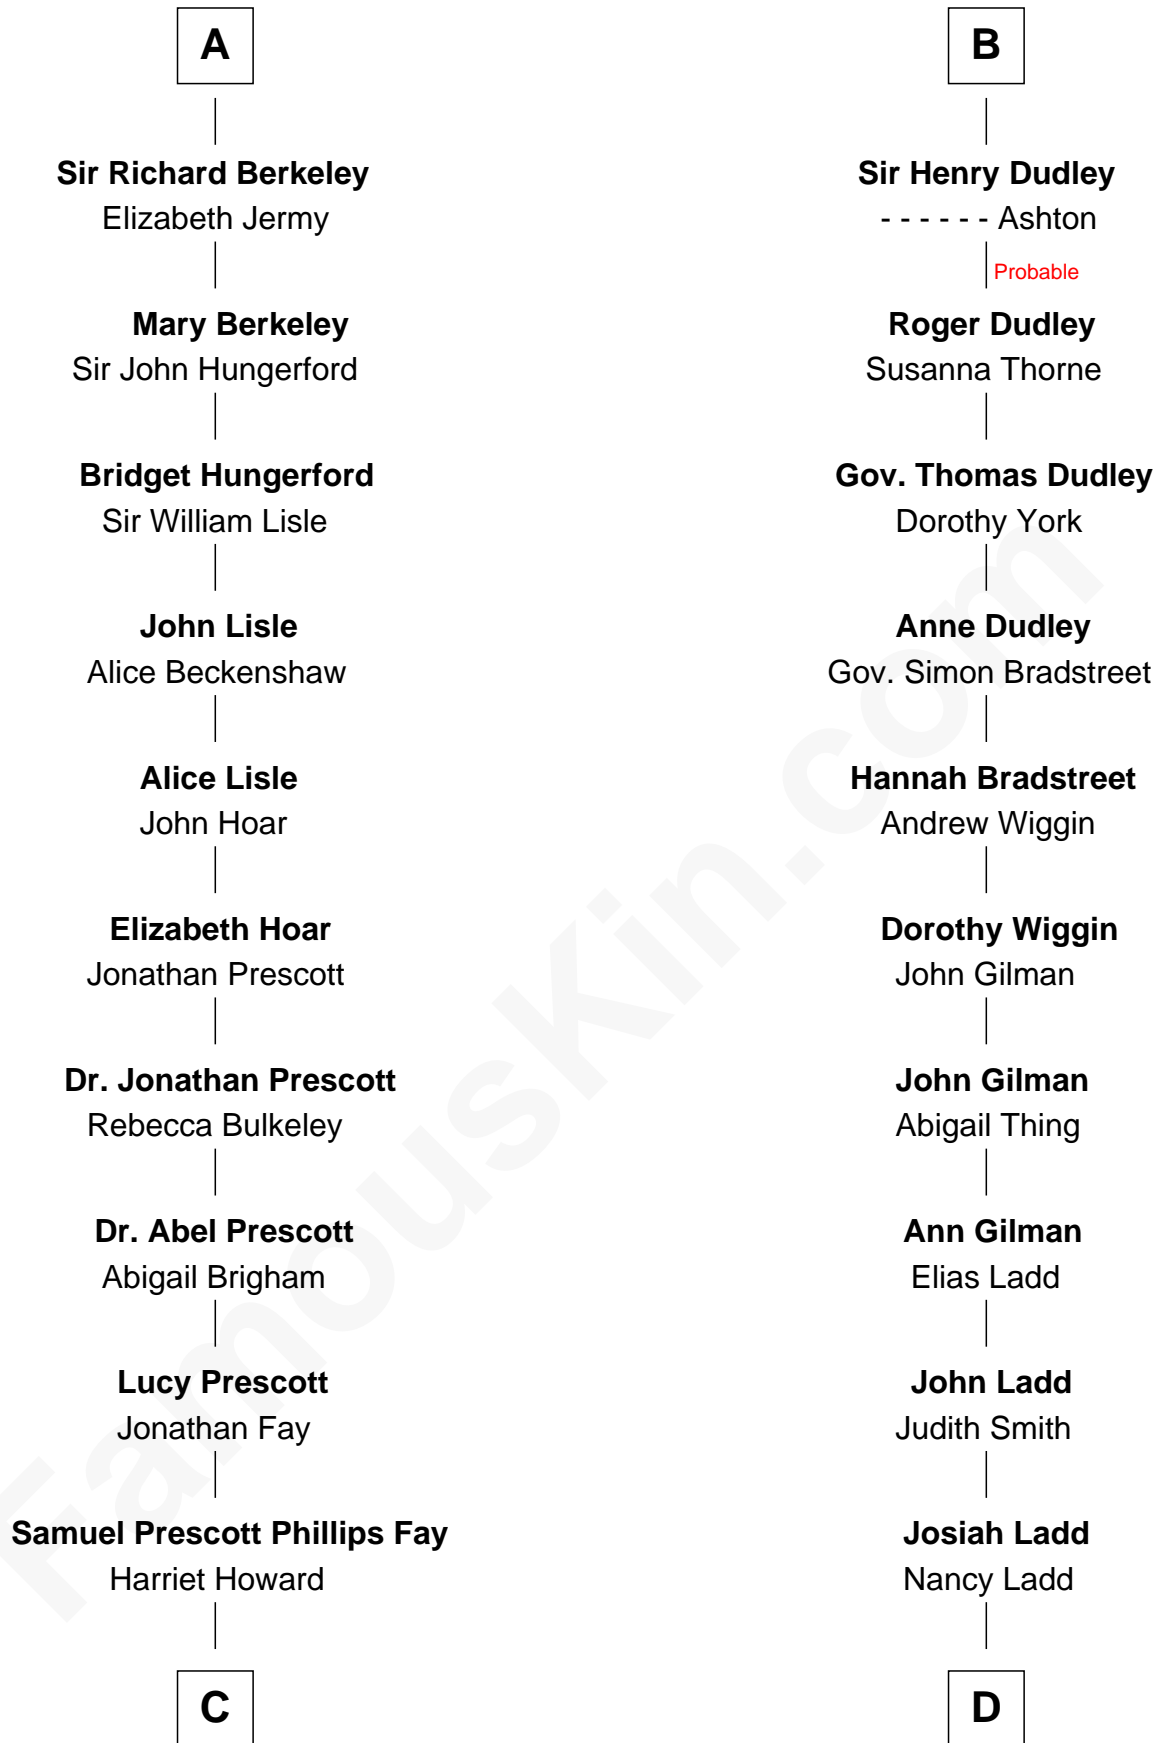 A
Sir Richard Berkeley
Elizabeth Jermy
Mary Berkeley
Sir John Hungerford
Bridget Hungerford
Sir William Lisle
John Lisle
Alice Beckenshaw
Alice Lisle
John Hoar
Elizabeth Hoar
Jonathan Prescott
Dr. Jonathan Prescott
Rebecca Bulkeley
Dr. Abel Prescott
Abigail Brigham
Lucy Prescott
Jonathan Fay
Samuel Prescott Phillips Fay
Harriet Howard
C
B
Sir Henry Dudley
- - - - - - Ashton
Probable
Roger Dudley
Susanna Thorne
Gov. Thomas Dudley
Dorothy York
Anne Dudley
Gov. Simon Bradstreet
Hannah Bradstreet
Andrew Wiggin
Dorothy Wiggin
John Gilman
John Gilman
Abigail Thing
Ann Gilman
Elias Ladd
John Ladd
Judith Smith
Josiah Ladd
Nancy Ladd
D
FamousKin.com